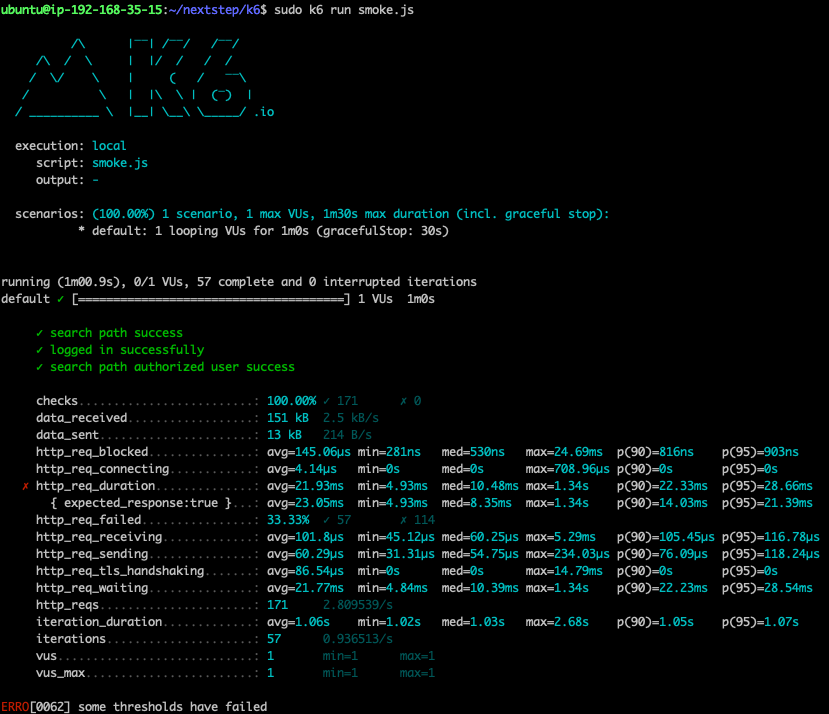 ubuntu@ip-192-168-35-15:~/nextstep/k6$ sudo k6 run smoke.js
          /\      |‾‾| /‾‾/   /‾‾/
     /\  /  \     |  |/  /   /  /
    /  \/    \    |     (   /   ‾‾\
   /          \   |  |\  \ |  (‾)  |
  / __________ \  |__| \__\ \_____/ .io
execution: local
script: smoke.js
output: -
scenarios: (100.00%) 1 scenario, 1 max VUs, 1m30s max duration (incl. graceful stop):
* default: 1 looping VUs for 1m0s (gracefulStop: 30s)
running (1m00.9s), 0/1 VUs, 57 complete and 0 interrupted iterations
default ✓ [======================================] 1 VUs  1m0s
✓ search path success
✓ logged in successfully
✓ search path authorized user success
checks.........................: 100.00% ✓ 171      ✗ 0
data_received..................: 151 kB  2.5 kB/s
data_sent......................: 13 kB   214 B/s
http_req_blocked...............: avg=145.06µs min=281ns   med=530ns   max=24.69ms  p(90)=816ns    p(95)=903ns
http_req_connecting............: avg=4.14µs   min=0s      med=0s      max=708.96µs p(90)=0s       p(95)=0s
✗ http_req_duration..............: avg=21.93ms  min=4.93ms  med=10.48ms max=1.34s    p(90)=22.33ms  p(95)=28.66ms
{ expected_response:true }...: avg=23.05ms  min=4.93ms  med=8.35ms  max=1.34s    p(90)=14.03ms  p(95)=21.39ms
http_req_failed................: 33.33%  ✓ 57       ✗ 114
http_req_receiving.............: avg=101.8µs  min=45.12µs med=60.25µs max=5.29ms   p(90)=105.45µs p(95)=116.78µs
http_req_sending...............: avg=60.29µs  min=31.31µs med=54.75µs max=234.03µs p(90)=76.09µs  p(95)=118.24µs
http_req_tls_handshaking.......: avg=86.54µs  min=0s      med=0s      max=14.79ms  p(90)=0s       p(95)=0s
http_req_waiting...............: avg=21.77ms  min=4.84ms  med=10.39ms max=1.34s    p(90)=22.23ms  p(95)=28.54ms
http_reqs......................: 171     2.809539/s
iteration_duration.............: avg=1.06s    min=1.02s   med=1.03s   max=2.68s    p(90)=1.05s    p(95)=1.07s
iterations.....................: 57      0.936513/s
vus............................: 1       min=1      max=1
vus_max........................: 1       min=1      max=1
ERRO[0062] some thresholds have failed